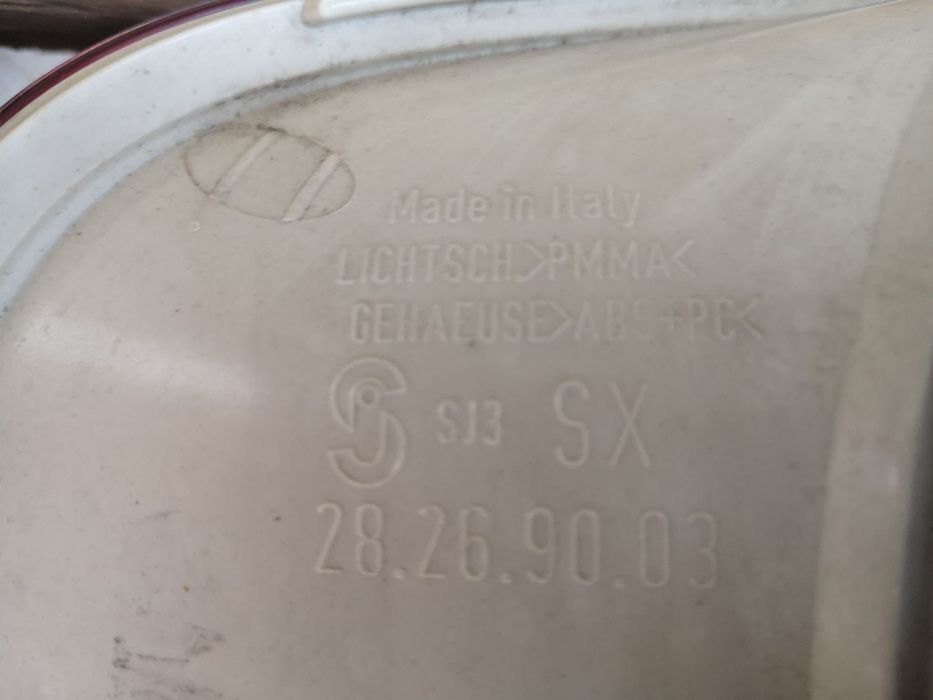 Made in Italy
LICHTSCH>PMMA<
GEHAEUSE>ABS+PC<
SJ3 SX
28.26.90.03